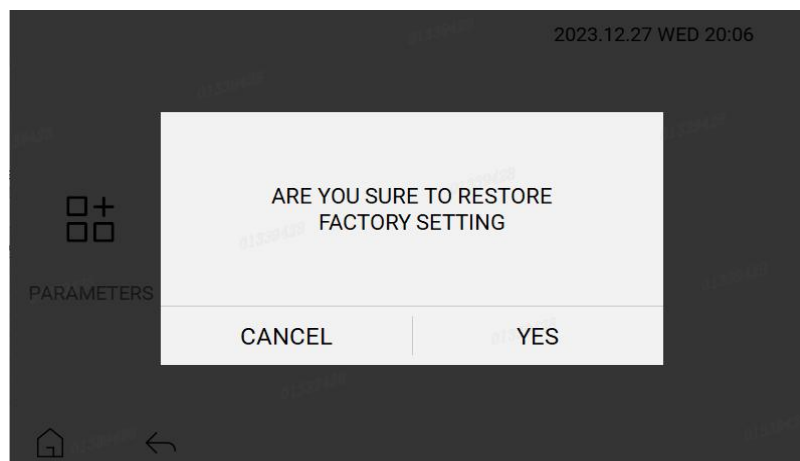 2023.12.27 WED 20:06
ARE YOU SURE TO RESTORE
FACTORY SETTING
PARAMETERS
CANCEL
YES